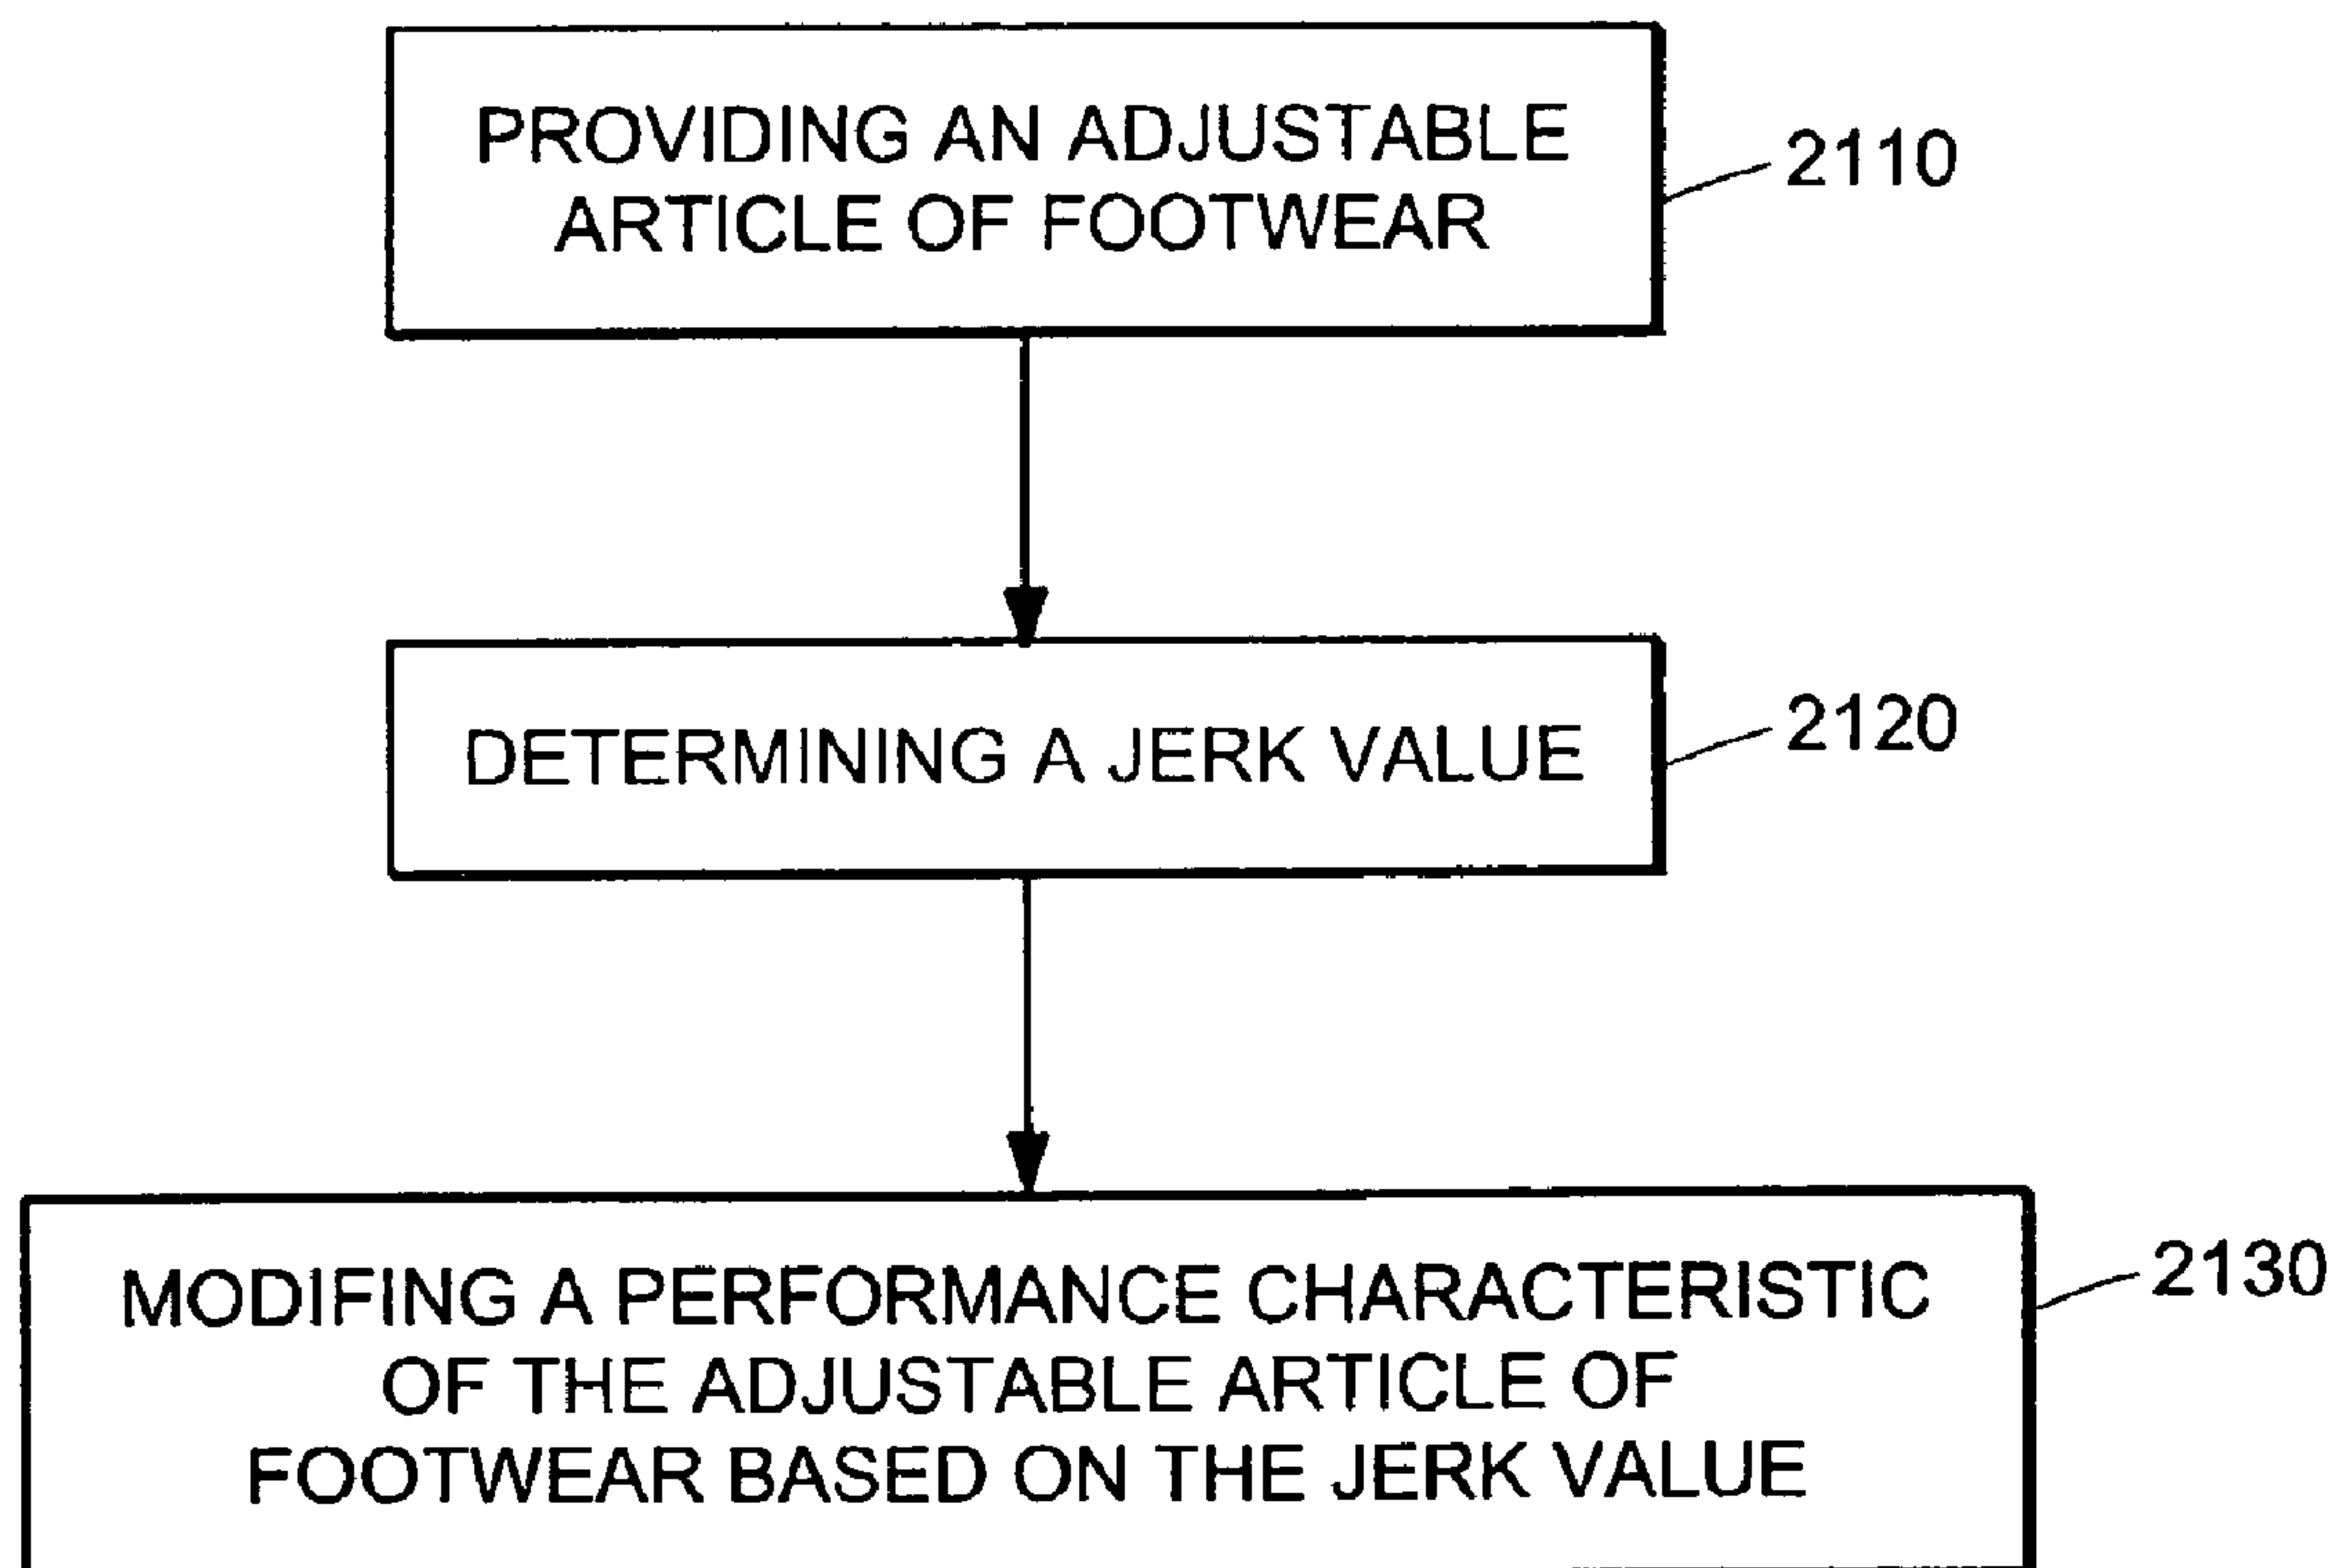 PROVIDING AN ADJUSTABLE
ARTICLE OF FOOTWEAR
2110
DETERMINING A JERK VALUE
2120
MODIFING A PERFORMANCE CHARACTERISTIC
OF THE ADJUSTABLE ARTICLE OF
FOOTWEAR BASED ON THE JERK VALUE
2130